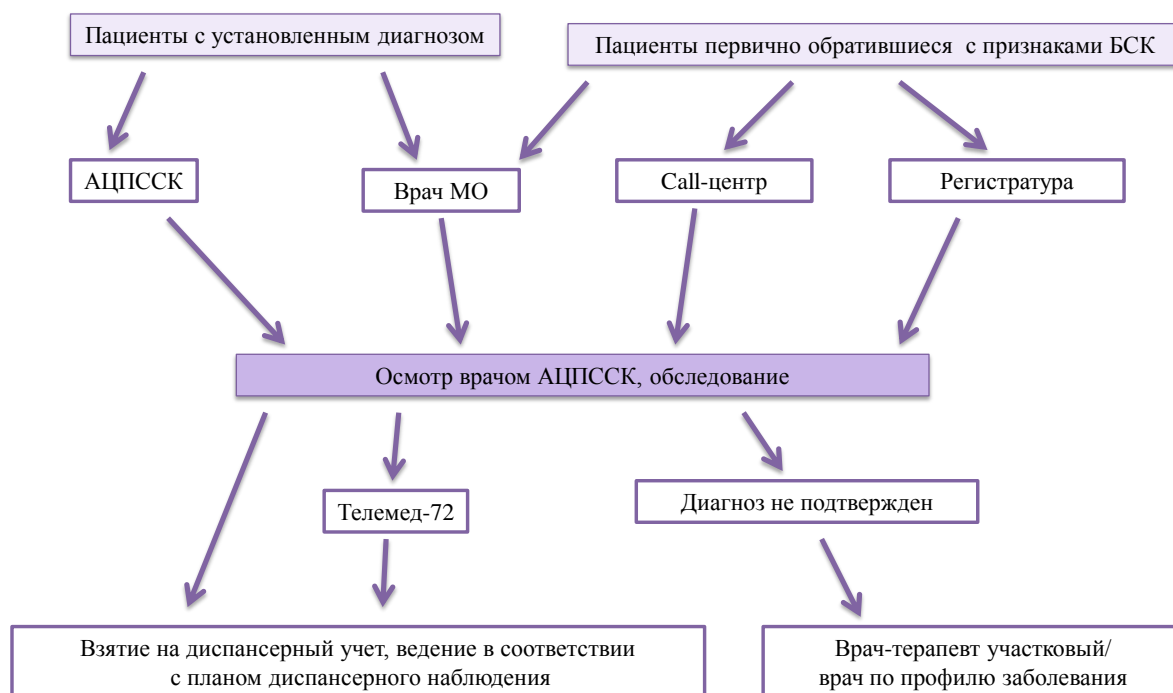 Пациенты с установленным диагнозом
Пациенты первично обратившиеся с признаками БСК
АЦПССК
Врач МО
Call-центр
Регистратура
Осмотр врачом АЦПССК, обследование
Телемед-72
Диагноз не подтвержден
Взятие на диспансерный учет, ведение в соответствии
с планом диспансерного наблюдения
Врач-терапевт участковый/
врач по профилю заболевания